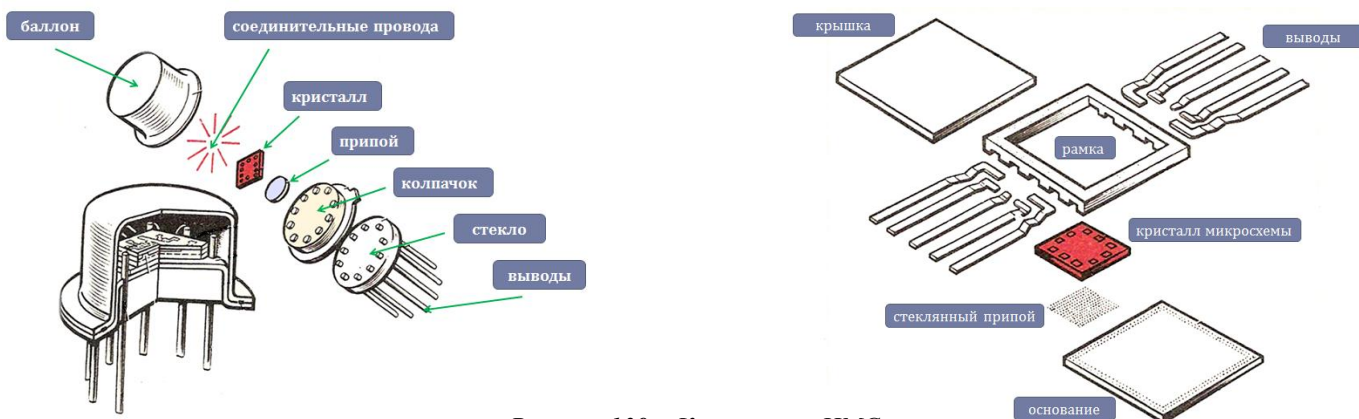 баллон
соединительные провода
кристалл
припой
колпачок
стекло
выводы
крышка
выводы
рамка
кристалл микросхемы
стеклянный припой
основание